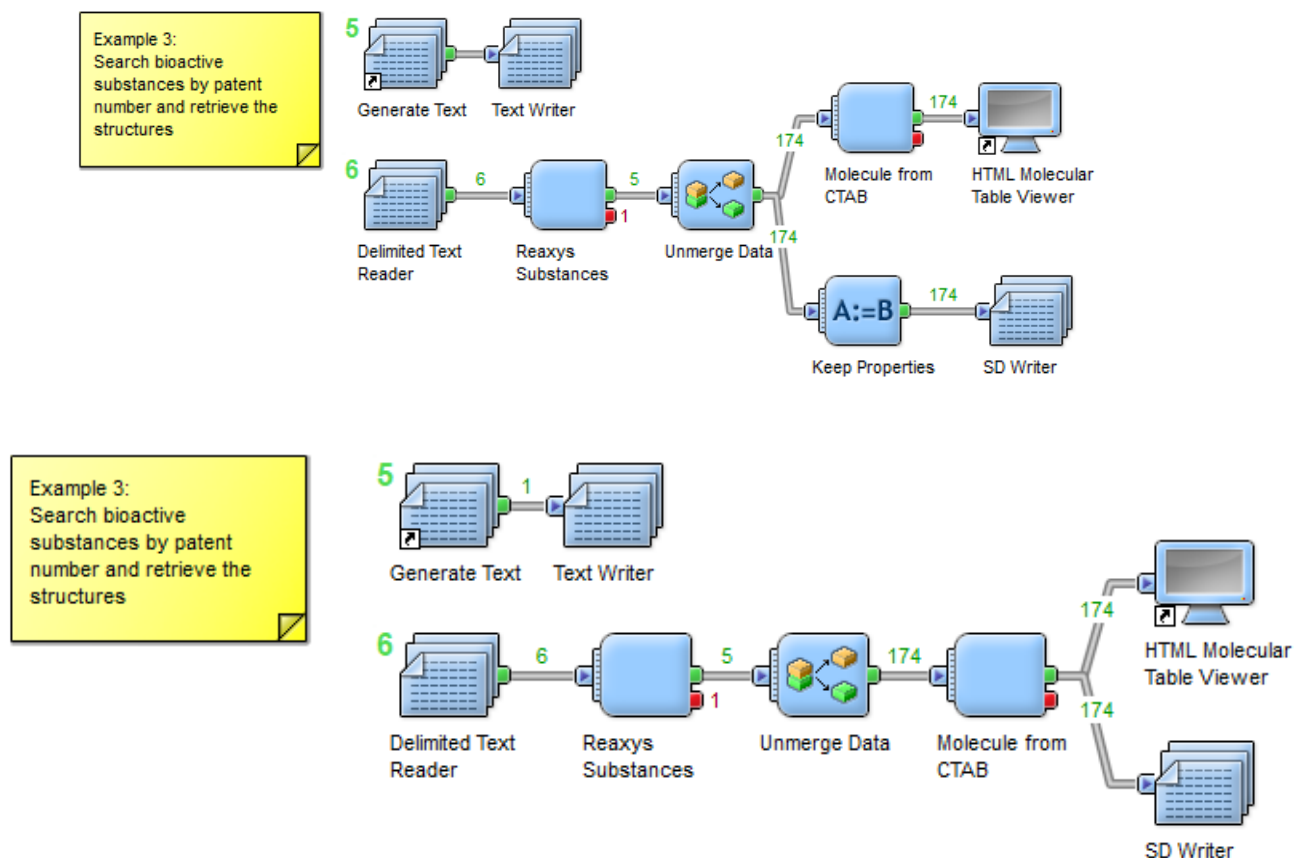 Example 3:
Search bioactive
substances by patent
number and retrieve the
structures
5
Generate Text
Text Writer
6
Delimited Text
Reader
6
Reaxys
Substances
5
1
Unmerge Data
174
174
Molecule from
CTAB
174
HTML Molecular
Table Viewer
A:=B
Keep Properties
174
SD Writer
Example 3:
Search bioactive
substances by patent
number and retrieve the
structures
5
Generate Text
1
Text Writer
6
Delimited Text
Reader
6
Reaxys
Substances
5
1
Unmerge Data
174
Molecule from
CTAB
174
174
HTML Molecular
Table Viewer
SD Writer